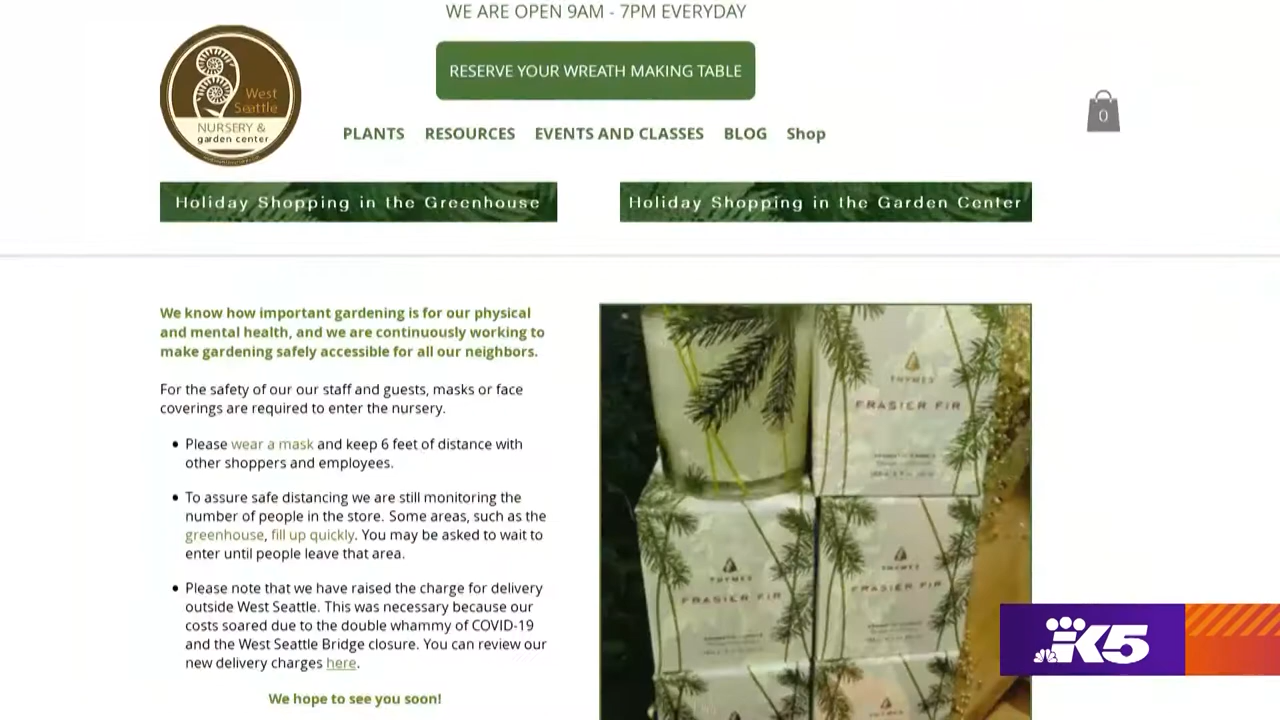 WE ARE OPEN 9AM - 7PM EVERYDAY
RESERVE YOUR WREATH MAKING TABLE
West
Seattle
NURSERY &
garden center
PLANTS RESOURCES EVENTS AND CLASSES BLOG Shop
0
Holiday Shopping in the Greenhouse
Holiday Shopping in the Garden Center
We know how important gardening is for our physical
and mental health, and we are continuously working to
make gardening safely accessible for all our neighbors.
For the safety of our our staff and guests, masks or face
coverings are required to enter the nursery.
• Please wear a mask and keep 6 feet of distance with
other shoppers and employees.
• To assure safe distancing we are still monitoring the
number of people in the store. Some areas, such as the
greenhouse, fill up quickly. You may be asked to wait to
enter until people leave that area.
• Please note that we have raised the charge for delivery
outside West Seattle. This was necessary because our
costs soared due to the double whammy of COVID-19
and the West Seattle Bridge closure. You can review our
new delivery charges here.
We hope to see you soon!
THYMES
FRASIER FIR
THYMES
FRASIER FIR
THYMES
FRASIER FIR
K5